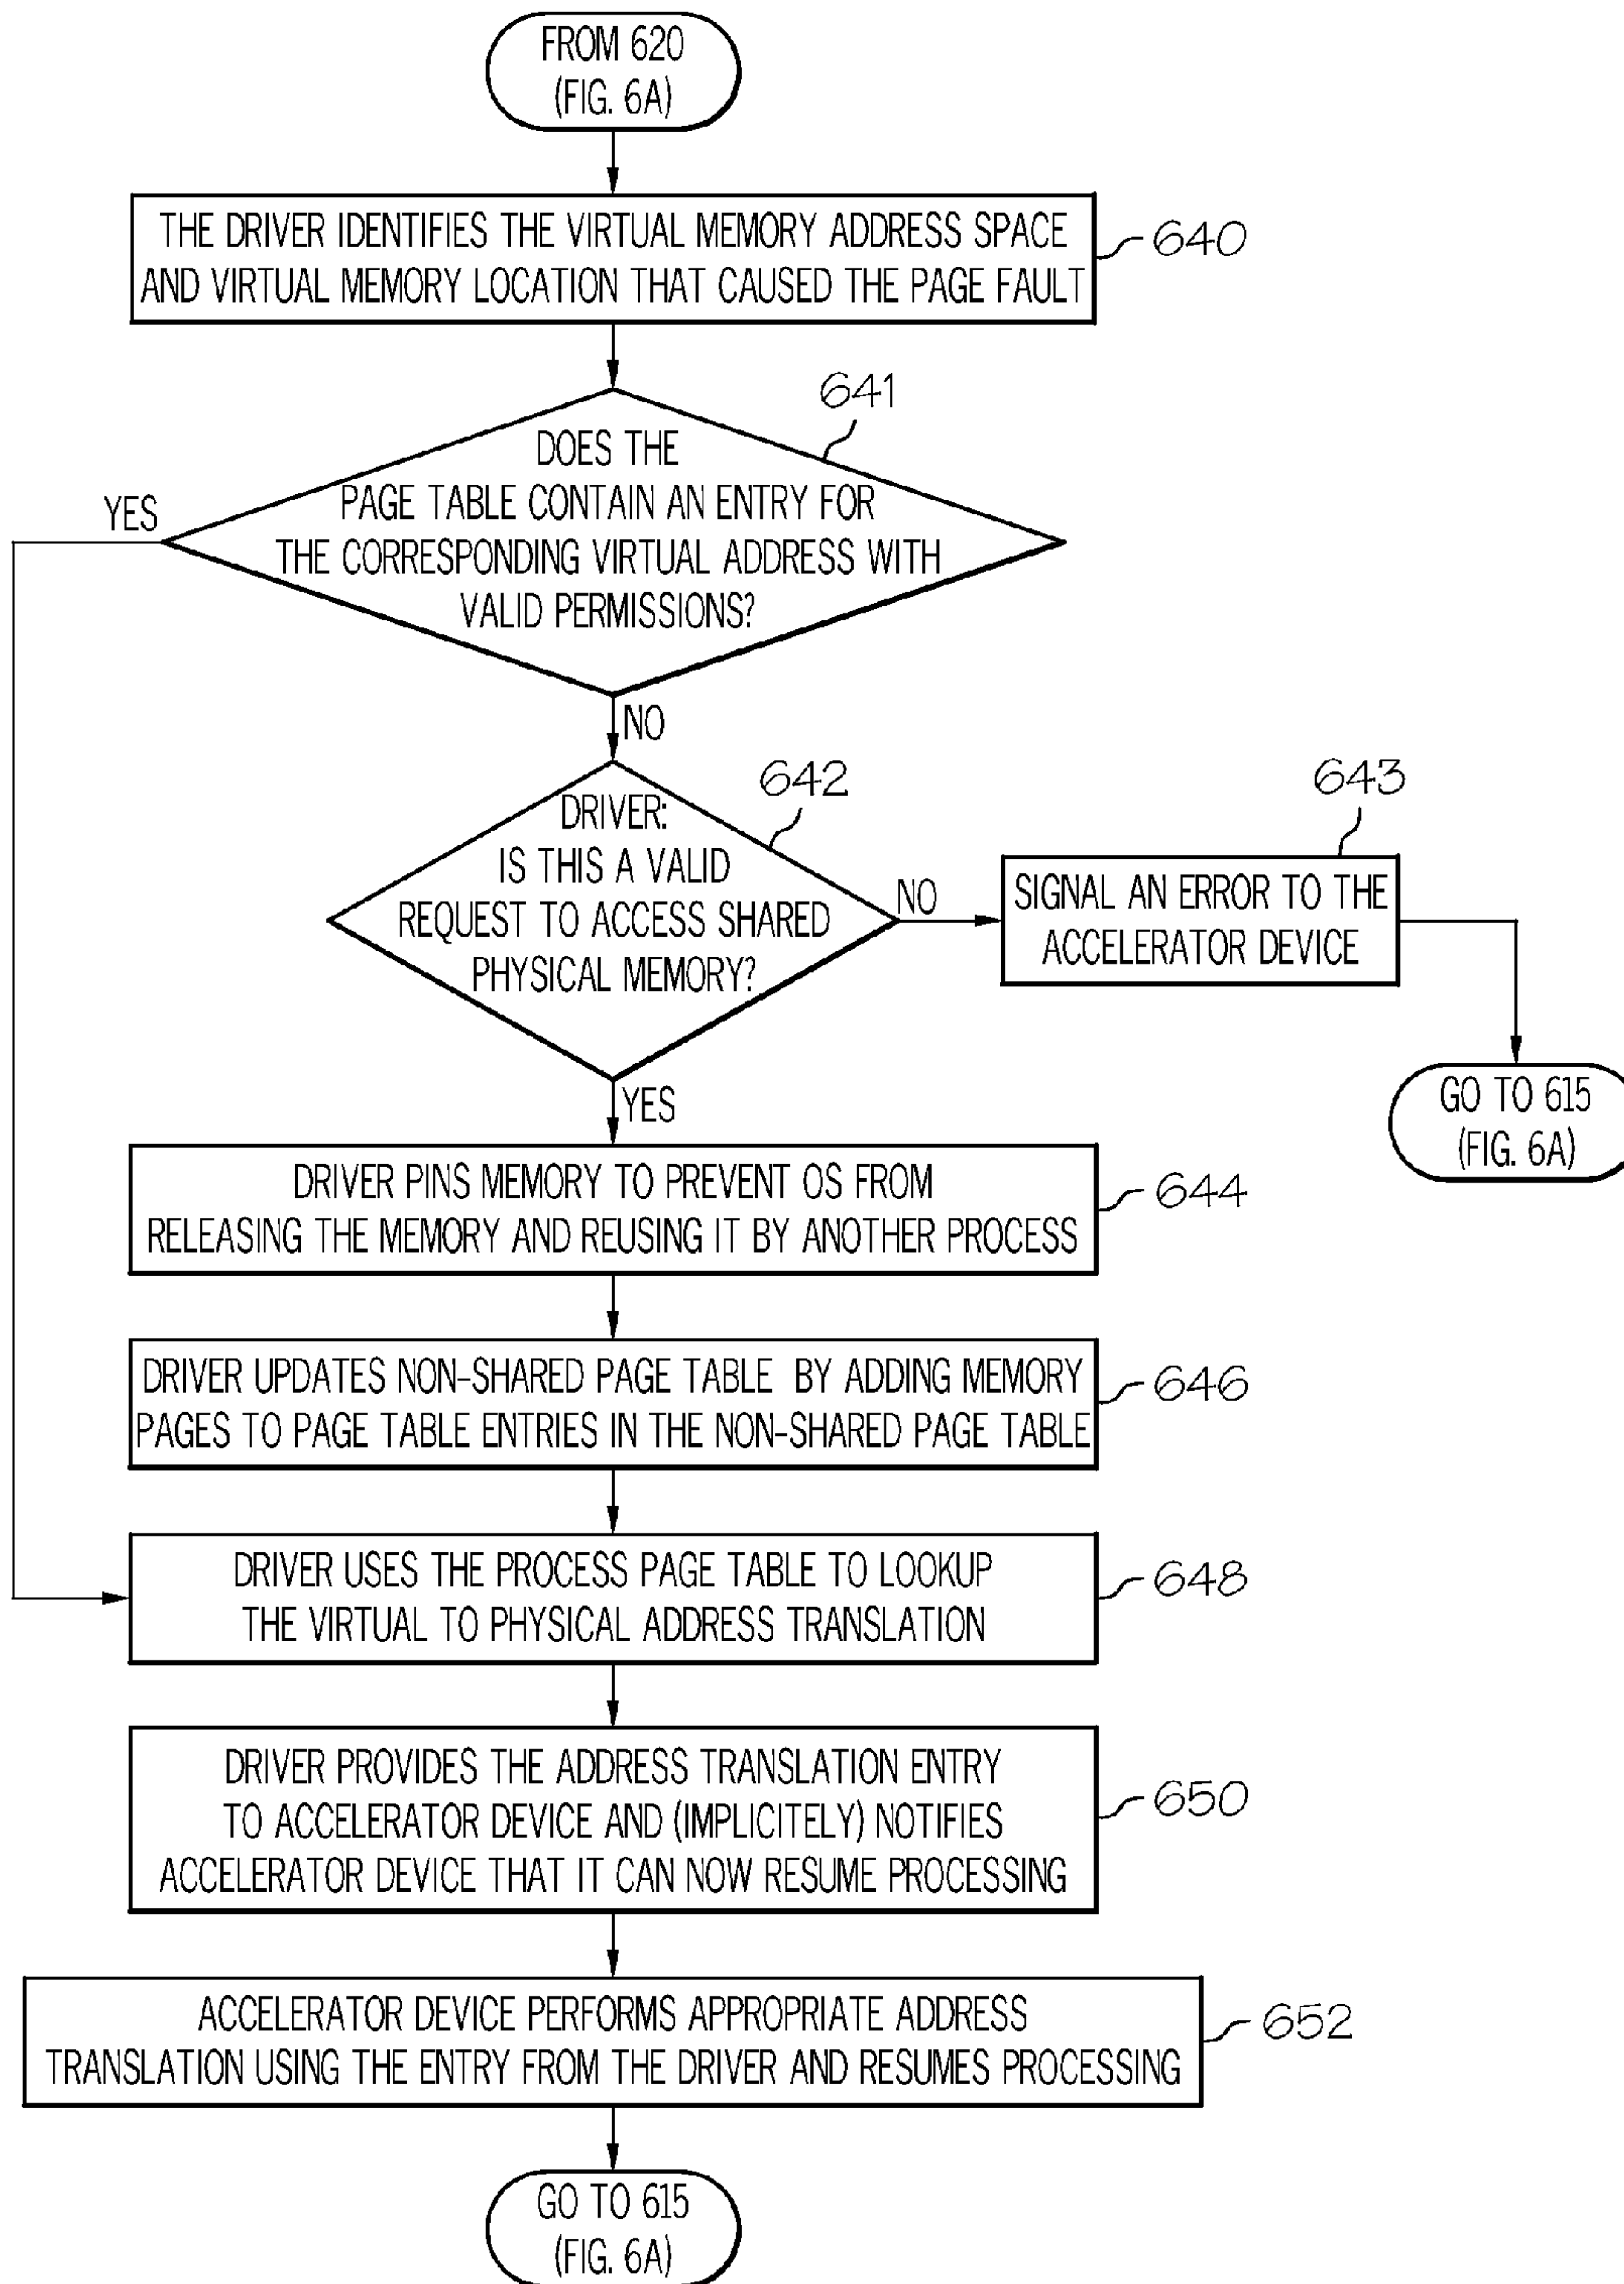 FROM 620
(FIG. 6A)
THE DRIVER IDENTIFIES THE VIRTUAL MEMORY ADDRESS SPACE
AND VIRTUAL MEMORY LOCATION THAT CAUSED THE PAGE FAULT
640
641
DOES THE
PAGE TABLE CONTAIN AN ENTRY FOR
THE CORRESPONDING VIRTUAL ADDRESS WITH
VALID PERMISSIONS?
YES
NO
642
DRIVER:
IS THIS A VALID
REQUEST TO ACCESS SHARED
PHYSICAL MEMORY?
NO
643
SIGNAL AN ERROR TO THE
ACCELERATOR DEVICE
GO TO 615
(FIG. 6A)
YES
DRIVER PINS MEMORY TO PREVENT OS FROM
RELEASING THE MEMORY AND REUSING IT BY ANOTHER PROCESS
644
DRIVER UPDATES NON-SHARED PAGE TABLE BY ADDING MEMORY
PAGES TO PAGE TABLE ENTRIES IN THE NON-SHARED PAGE TABLE
646
DRIVER USES THE PROCESS PAGE TABLE TO LOOKUP
THE VIRTUAL TO PHYSICAL ADDRESS TRANSLATION
648
DRIVER PROVIDES THE ADDRESS TRANSLATION ENTRY
TO ACCELERATOR DEVICE AND (IMPLICITELY) NOTIFIES
ACCELERATOR DEVICE THAT IT CAN NOW RESUME PROCESSING
650
ACCELERATOR DEVICE PERFORMS APPROPRIATE ADDRESS
TRANSLATION USING THE ENTRY FROM THE DRIVER AND RESUMES PROCESSING
652
GO TO 615
(FIG. 6A)